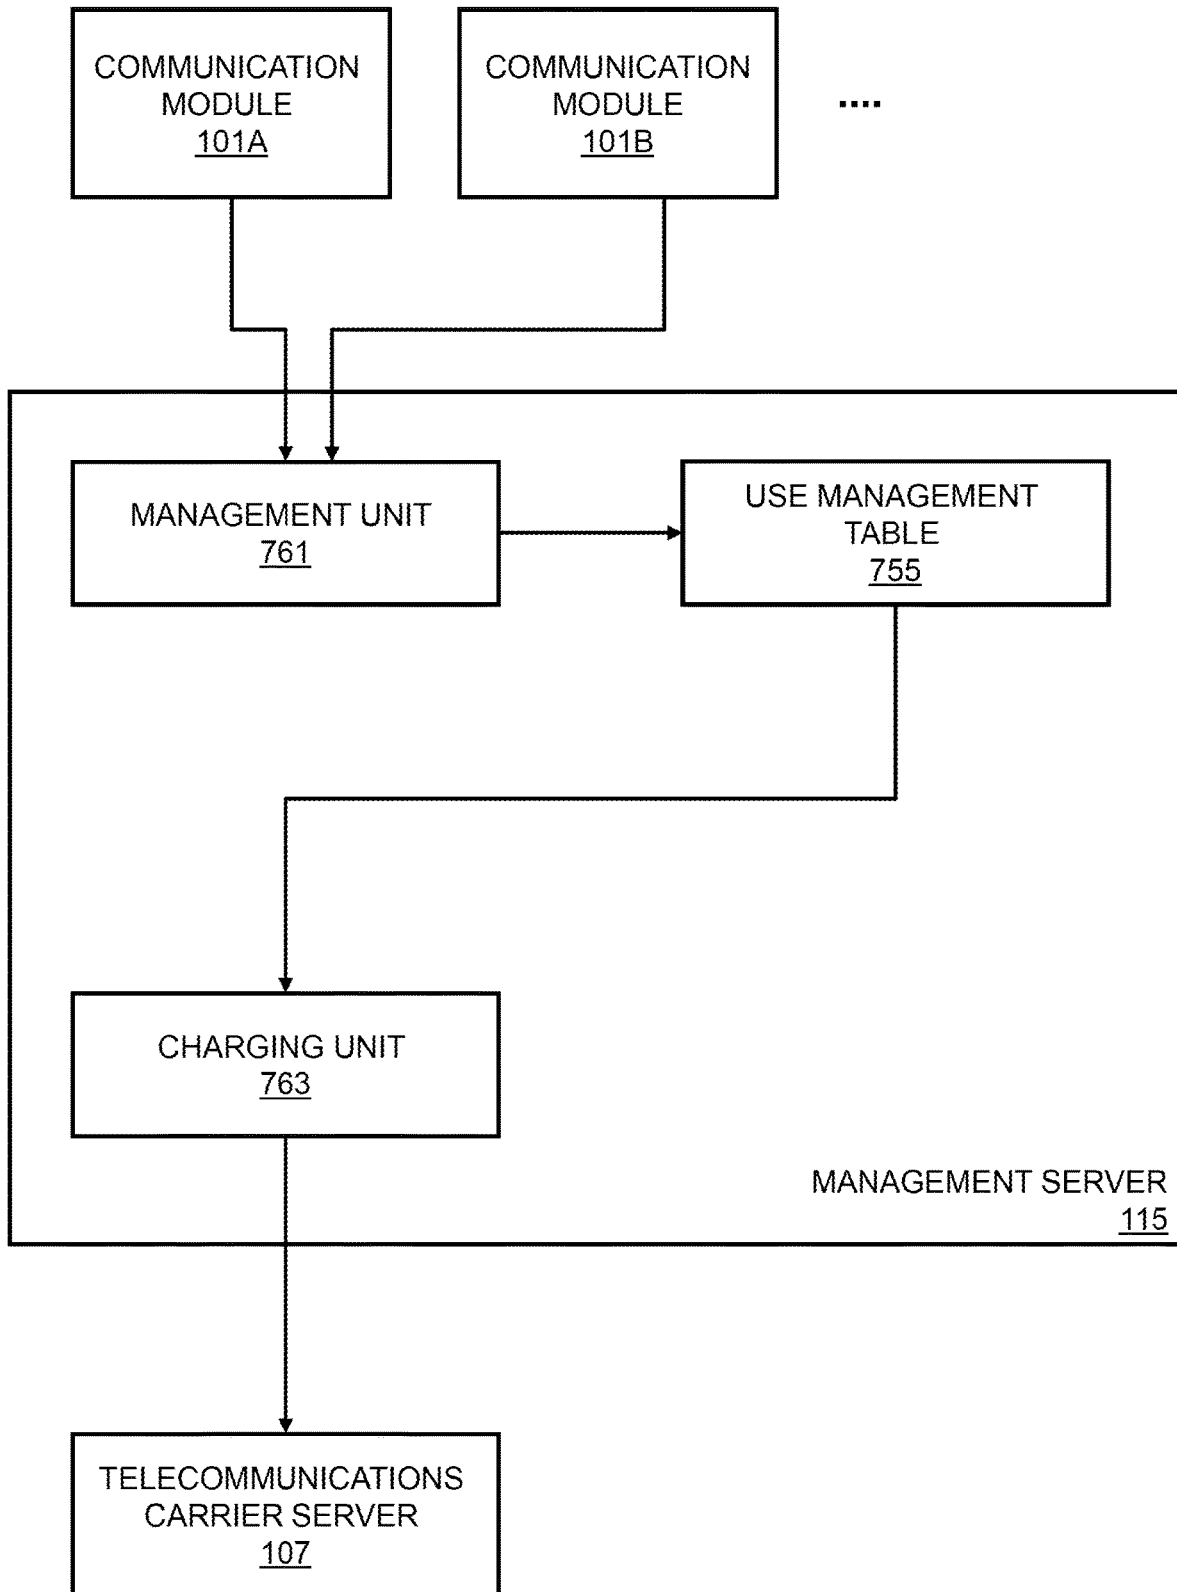 COMMUNICATION
MODULE
101A
COMMUNICATION
MODULE
101B
....
MANAGEMENT UNIT
761
USE MANAGEMENT
TABLE
755
CHARGING UNIT
763
MANAGEMENT SERVER
115
TELECOMMUNICATIONS
CARRIER SERVER
107